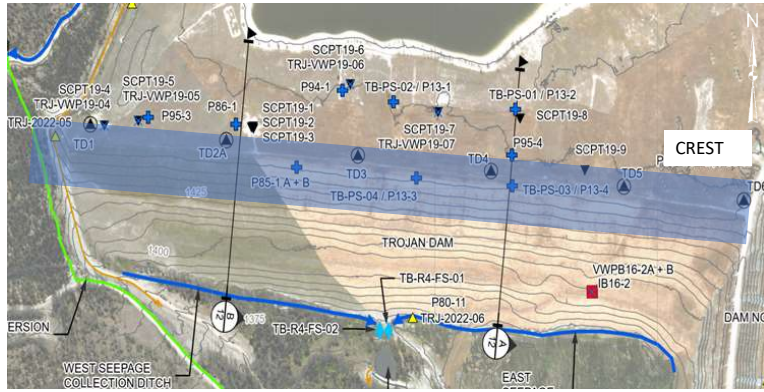 N
SCPT19-6
TRJ-VWP19-06
SCPT19-5
TRJ-VWP19-05
SCPT19-4
TRJ-VWP19-04
P94-1
TB-PS-02 / P13-1
TB-PS-01 / P13-2
P95-3
P86-1
SCPT19-1
SCPT19-2
SCPT19-3
SCPT19-7
TRJ-VWP19-07
SCPT19-8
TRJ-2022-05
TD1
TD2A
TD3
P95-4
TD4
SCPT19-9
CREST
P85-1 A + B
TB-PS-04 / P13-3
TB-PS-03 / P13-4
TD5
TD6
1425
1400
TROJAN DAM
VWPB16-2A + B
IB16-2
TB-R4-FS-01
P80-11
TRJ-2022-06
TB-R4-FS-02
1375
B
12
A
12
ERSION
WEST SEEPAGE
COLLECTION DITCH
EAST
SEEPAGE
DAM NO